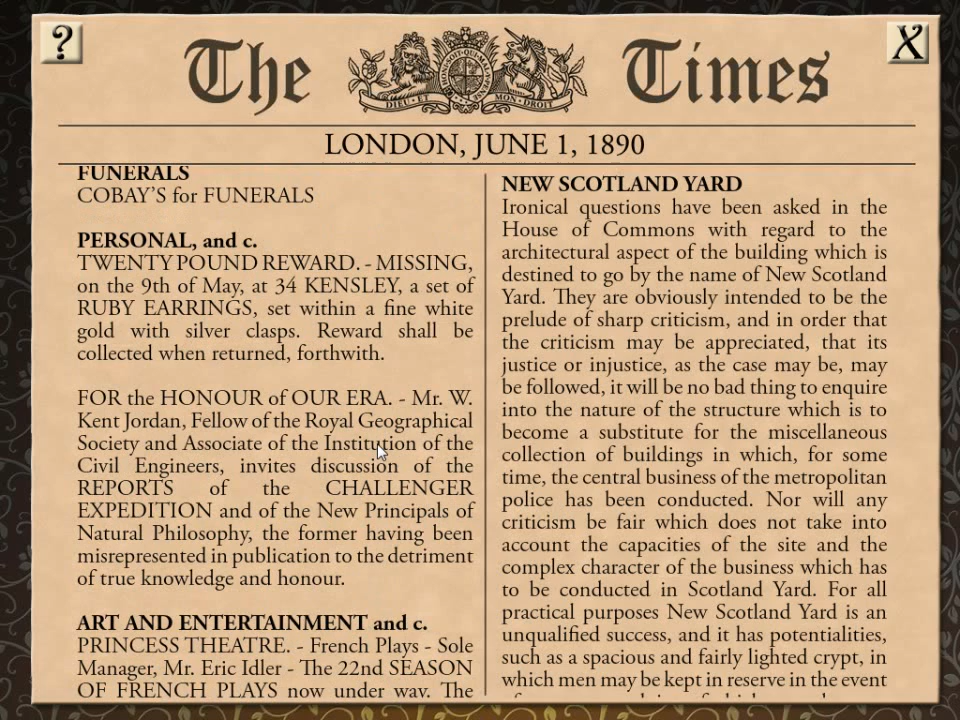 ?
X
The Times
DIEU · ET MON · DROIT
LONDON, JUNE 1, 1890
FUNERALS
COBAY'S for FUNERALS
PERSONAL, and c.
TWENTY POUND REWARD. - MISSING,
on the 9th of May, at 34 KENSLEY, a set of
RUBY EARRINGS, set within a fine white
gold with silver clasps. Reward shall be
collected when returned, forthwith.
FOR the HONOUR of OUR ERA. - Mr. W.
Kent Jordan, Fellow of the Royal Geographical
Society and Associate of the Institution of the
Civil Engineers, invites discussion of the
REPORTS of the CHALLENGER
EXPEDITION and of the New Principals of
Natural Philosophy, the former having been
misrepresented in publication to the detriment
of true knowledge and honour.
ART AND ENTERTAINMENT and c.
PRINCESS THEATRE. - French Plays - Sole
Manager, Mr. Eric Idler - The 22nd SEASON
OF FRENCH PLAYS now under way. The
NEW SCOTLAND YARD
Ironical questions have been asked in the
House of Commons with regard to the
architectural aspect of the building which is
destined to go by the name of New Scotland
Yard. They are obviously intended to be the
prelude of sharp criticism, and in order that
the criticism may be appreciated, that its
justice or injustice, as the case may be, may
be followed, it will be no bad thing to enquire
into the nature of the structure which is to
become a substitute for the miscellaneous
collection of buildings in which, for some
time, the central business of the metropolitan
police has been conducted. Nor will any
criticism be fair which does not take into
account the capacities of the site and the
complex character of the business which has
to be conducted in Scotland Yard. For all
practical purposes New Scotland Yard is an
unqualified success, and it has potentialities,
such as a spacious and fairly lighted crypt, in
which men may be kept in reserve in the event